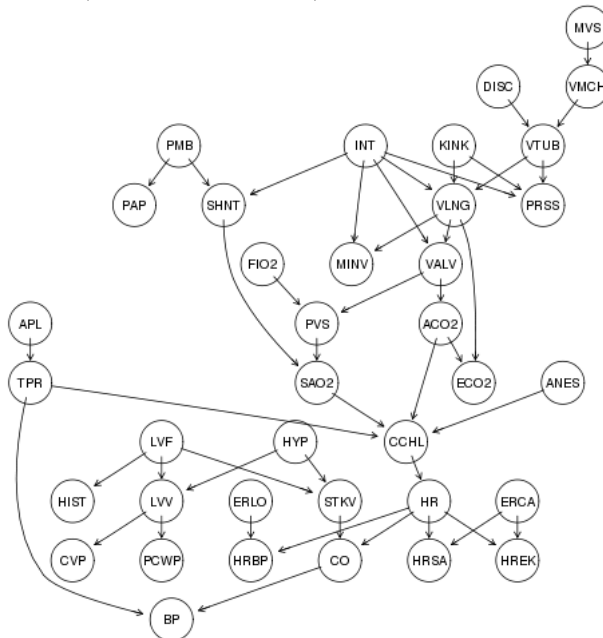 MVS
DISC VMCH
PMB INT KINK VTUB
PAP SHNT VLNG PRSS
FIO2 MINV VALV
APL PVS ACO2
TPR SAO2 ECO2 ANES
LVF HYP CCHL
HIST LVV ERLO STKV HR ERCA
CVP PCWP HRBP CO HRSA HREK
BP